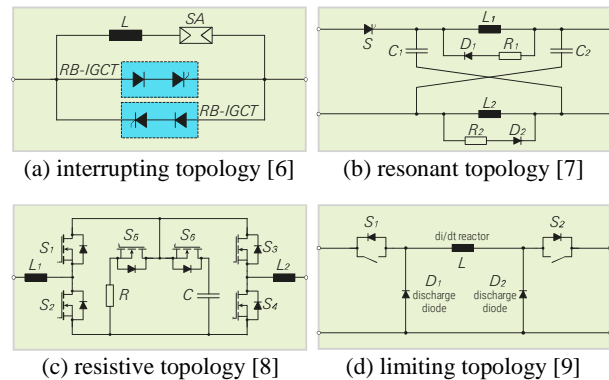 L SA
RB-IGCT
RB-IGCT
(a) interrupting topology [6]
L1
S C1 D1 R1 C2
L2
R2 D2
(b) resonant topology [7]
S1 S5 S6 S3
L1 L2
S2 R C S4
(c) resistive topology [8]
S1 di/dt reactor S2
L
D1 D2
discharge discharge
diode diode
(d) limiting topology [9]